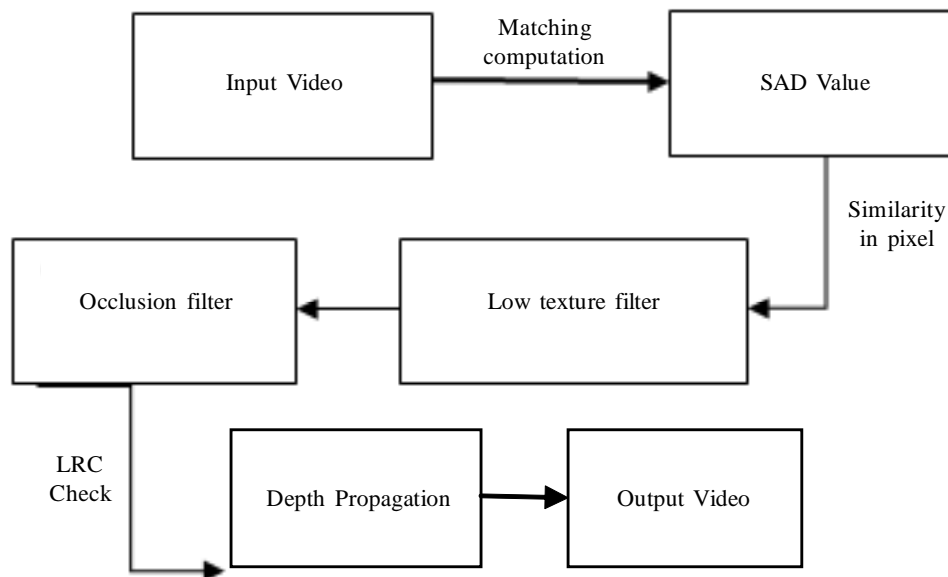 Matching
computation
Input Video
SAD Value
Similarity
in pixel
Occlusion filter
Low texture filter
LRC
Check
Depth Propagation
Output Video